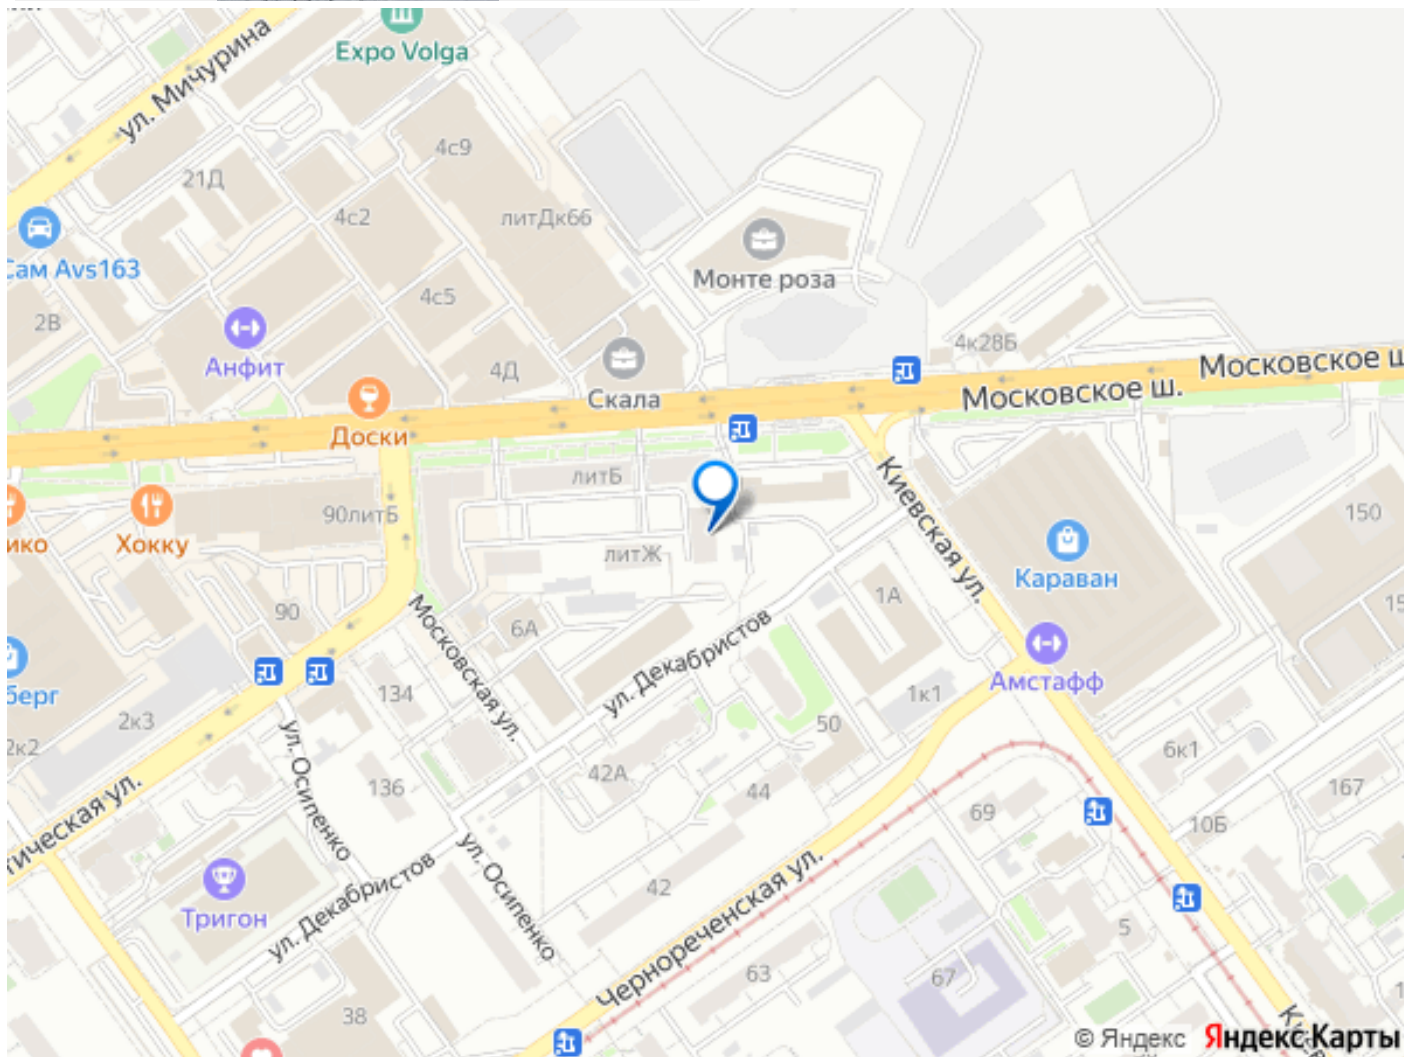 Expo Volga
ул. Мичурина
4с9
21Д
4с2
литДк66
Сам Avs163
Монте роза
4с5
2В
Анфит
4Д
Скала
4к28Б
Московское ш.
Московское ш
Доски
литБ
90литБ
Хокку
ико
150
литЖ
Киевская ул.
Караван
15
90
Московская ул.
6А
1А
ул. Декабристов
Амстафф
берг
134
1к1
2к3
2к2
50
6к1
ул. Осипенко
42А
44
136
167
69
10Б
тическая ул.
ул. Осипенко
Тригон
ул. Декабристов
42
Чернореченская ул.
5
63
67
38
© Яндекс Яндекс Карты